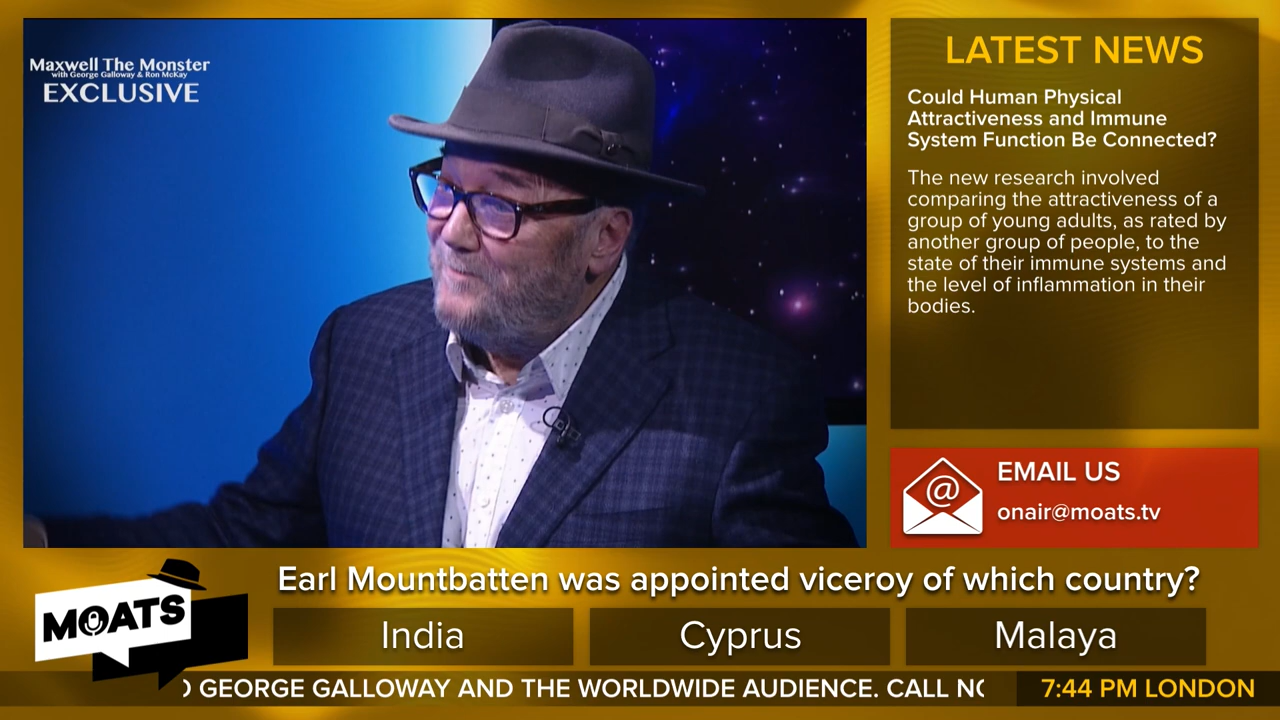 Maxwell The Monster
with George Galloway & Ron McKay
EXCLUSIVE
LATEST NEWS
Could Human Physical
Attractiveness and Immune
System Function Be Connected?
The new research involved
comparing the attractiveness of a
group of young adults, as rated by
another group of people, to the
state of their immune systems and
the level of inflammation in their
bodies.
@
EMAIL US
onair@moats.tv
MOATS
Earl Mountbatten was appointed viceroy of which country?
India
Cyprus
Malaya
GEORGE GALLOWAY AND THE WORLDWIDE AUDIENCE. CALL
7:44 PM LONDON